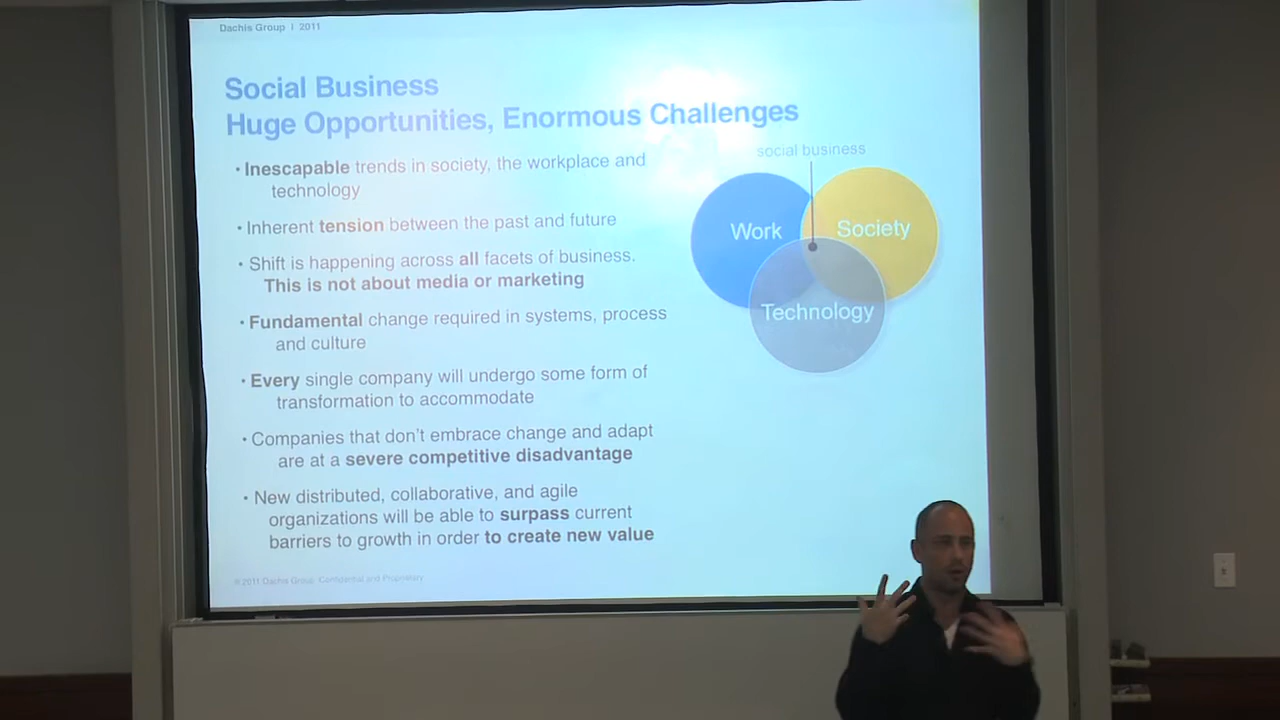 Dachis Group | 2011
Social Business
Huge Opportunities, Enormous Challenges
• Inescapable trends in society, the workplace and
technology
• Inherent tension between the past and future
• Shift is happening across all facets of business.
This is not about media or marketing
• Fundamental change required in systems, process
and culture
• Every single company will undergo some form of
transformation to accommodate
• Companies that don't embrace change and adapt
are at a severe competitive disadvantage
• New distributed, collaborative, and agile
organizations will be able to surpass current
barriers to growth in order to create new value
social business
Work
Society
Technology
® 2011 Dachis Group. Confidential and Proprietary